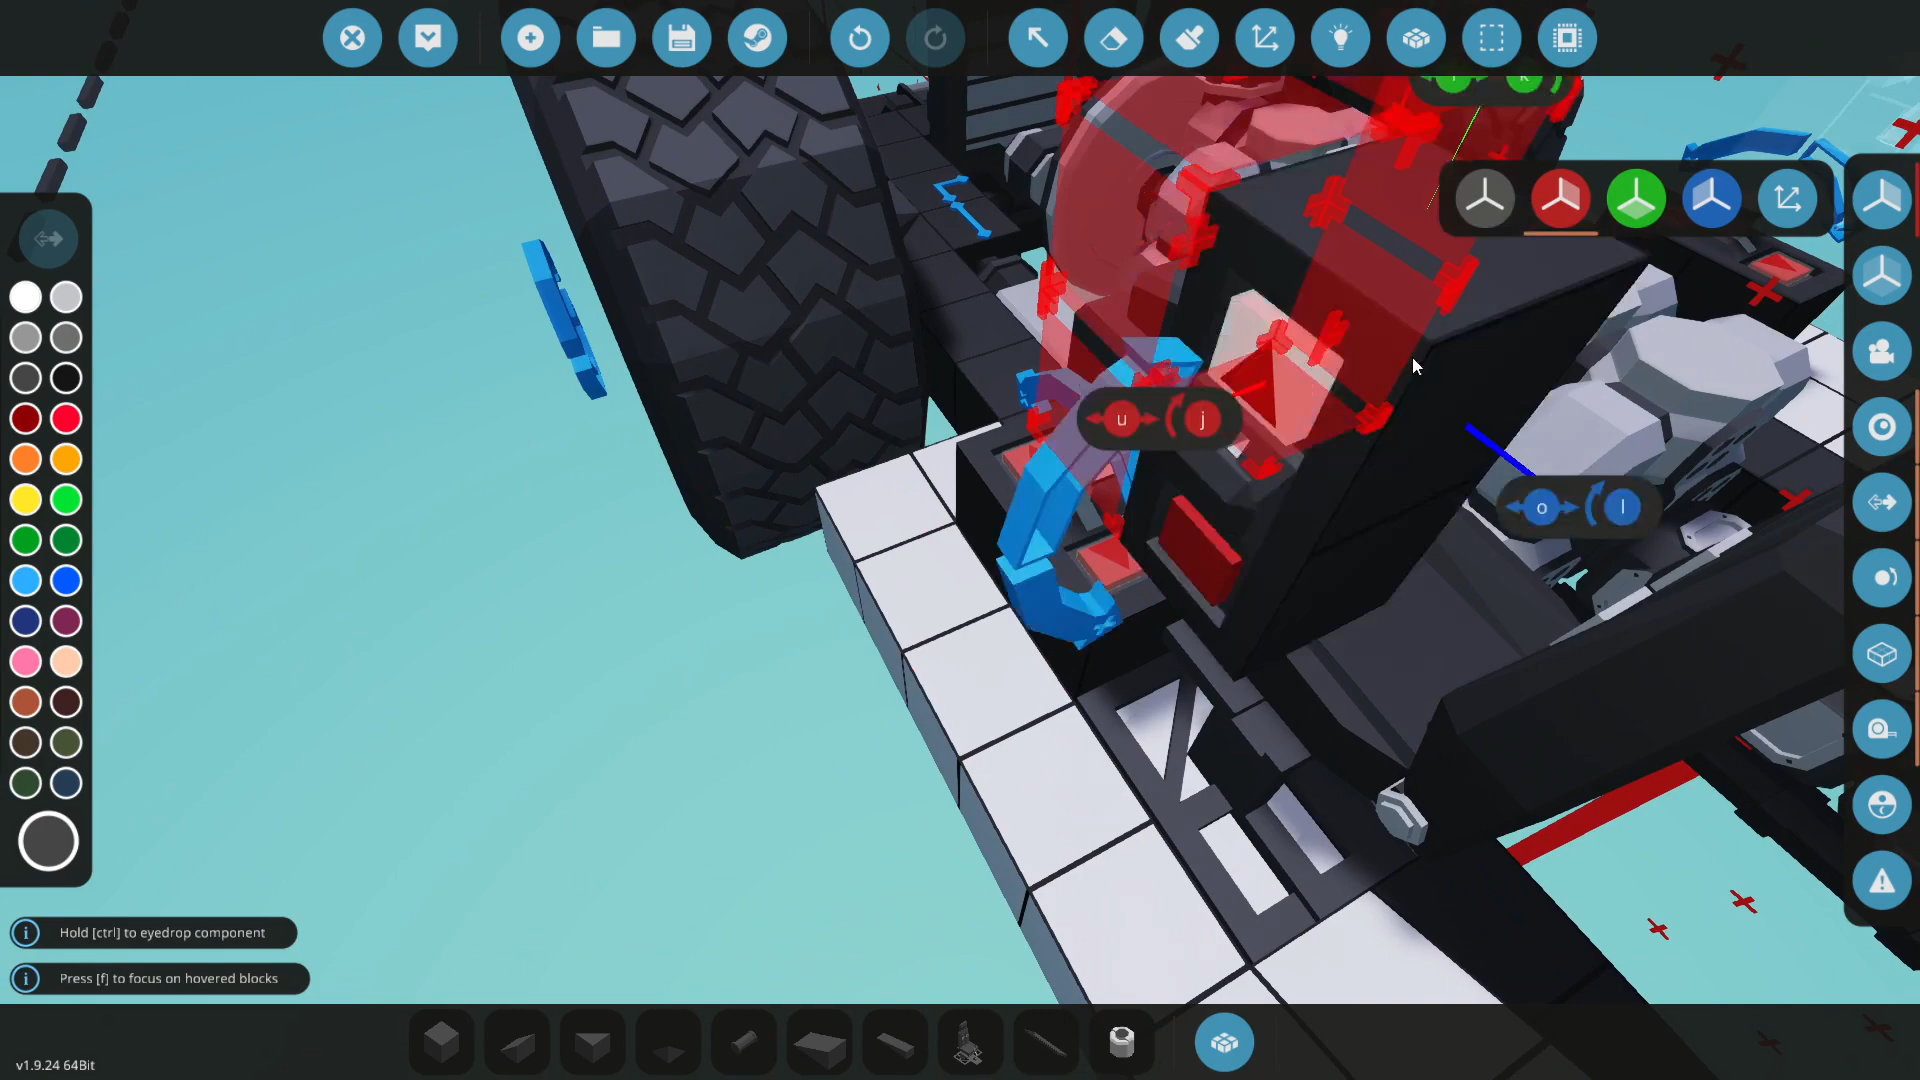 k
u
j
o
l
Hold [ctrl] to eyedrop component
Press [f] to focus on hovered blocks
v1.9.24 64Bit